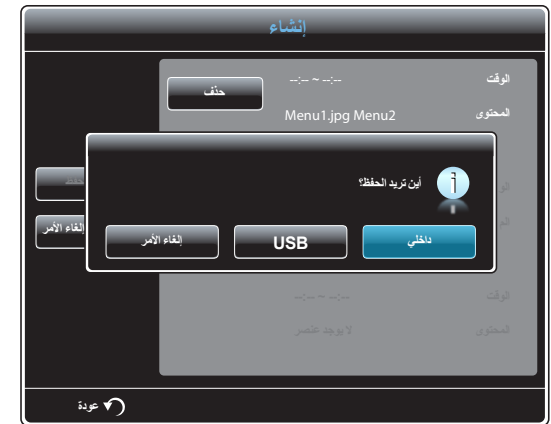 إنشاء
الوقت --:-- ~ --:--
حذف
المحتوى Menu1.jpg Menu2
أين تريد الحفظ؟
داخلي USB إلغاء الأمر
حفظ
إلغاء الأمر
الوقت --:-- ~ --:--
المحتوى لا يوجد عنصر
عودة